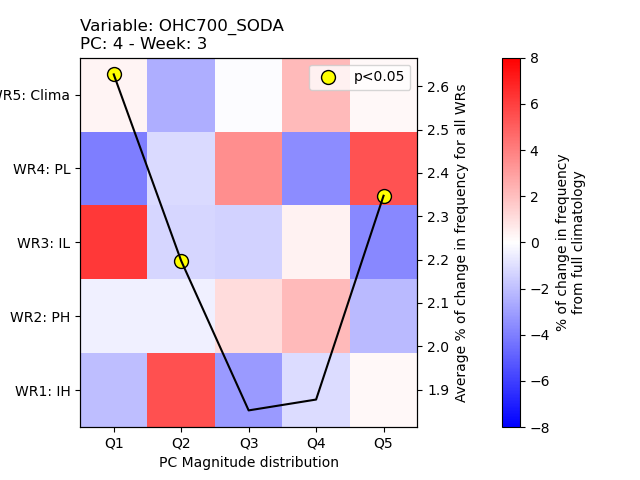 Variable: OHC700_SODA
PC: 4 - Week: 3
p<0.05
WR5: Clima
WR4: PL
WR3: IL
WR2: PH
WR1: IH
Q1 Q2 Q3 Q4 Q5
PC Magnitude distribution
2.6
2.5
2.4
2.3
2.2
2.1
2.0
1.9
Average % of change in frequency for all WRs
8
6
4
2
0
−2
−4
−6
−8
% of change in frequency
from full climatology